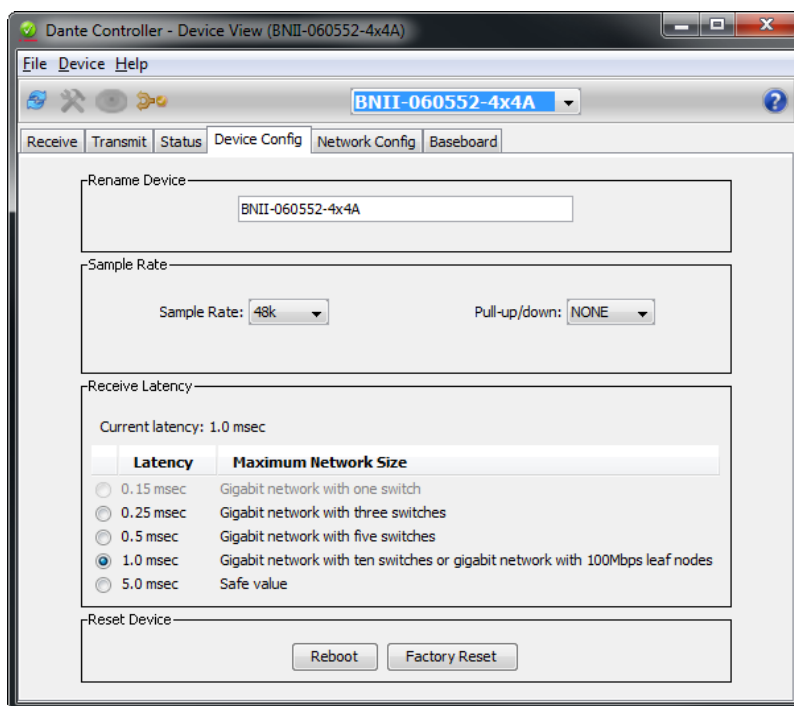 Dante Controller - Device View (BNII-060552-4x4A)
File Device Help
BNII-060552-4x4A
Receive Transmit Status Device Config Network Config Baseboard
Rename Device
BNII-060552-4x4A
Sample Rate
Sample Rate: 48k Pull-up/down: NONE
Receive Latency
Current latency: 1.0 msec
Latency Maximum Network Size
0.15 msec Gigabit network with one switch
0.25 msec Gigabit network with three switches
0.5 msec Gigabit network with five switches
1.0 msec Gigabit network with ten switches or gigabit network with 100Mbps leaf nodes
5.0 msec Safe value
Reset Device
Reboot Factory Reset